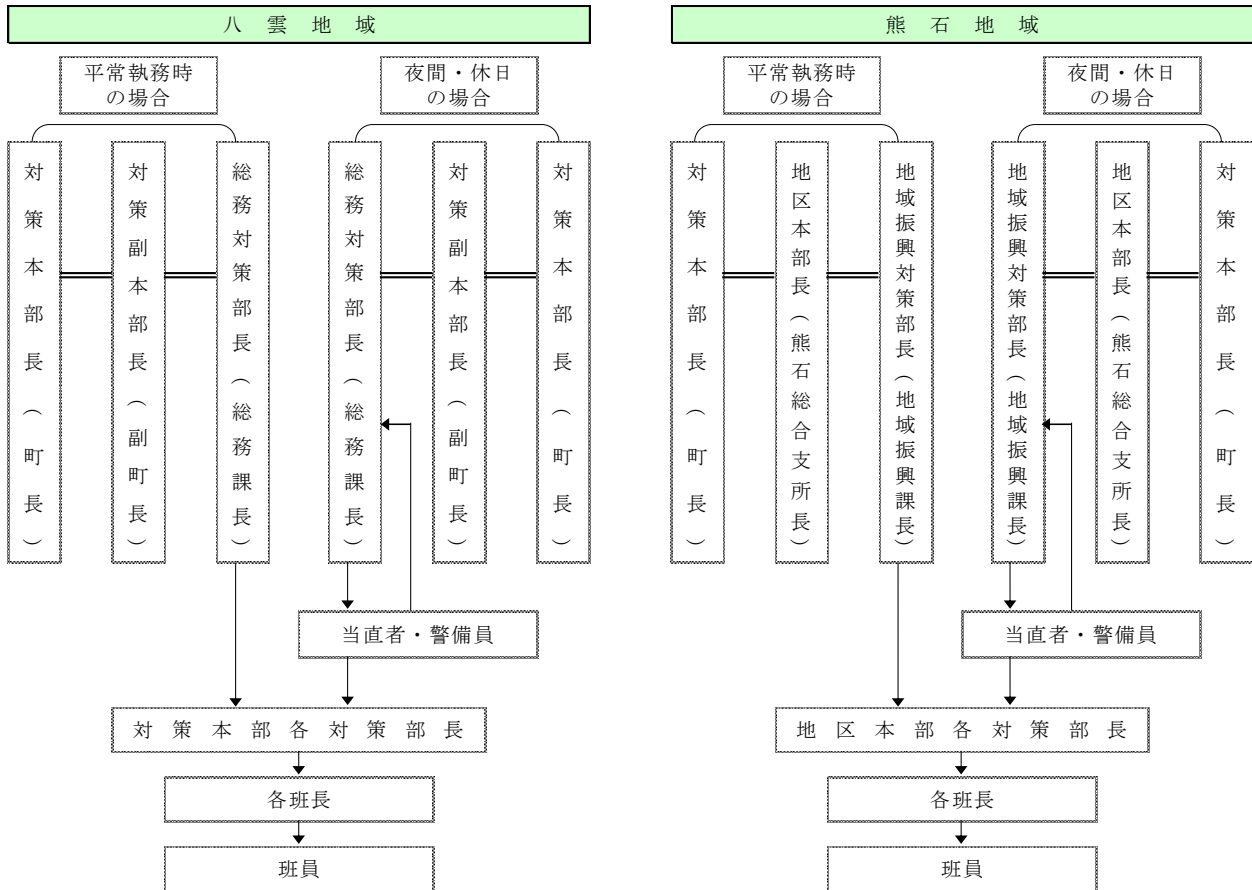 八雲地域
平常執務時
の場合
夜間・休日
の場合
対策本部長（町長）
対策副本部長（副町長）
総務対策部長（総務課長）
総務対策部長（総務課長）
対策副本部長（副町長）
対策本部長（町長）
当直者・警備員
対策本部各対策部長
各班長
班員
熊石地域
平常執務時
の場合
夜間・休日
の場合
対策本部長（町長）
地区本部長（熊石総合支所長）
地域振興対策部長（地域振興課長）
地域振興対策部長（地域振興課長）
地区本部長（熊石総合支所長）
対策本部長（町長）
当直者・警備員
地区本部各対策部長
各班長
班員